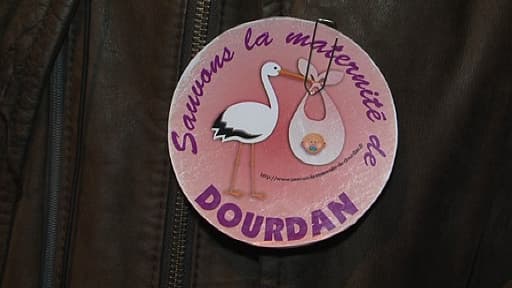 Sauvons la maternité de
DOURDAN